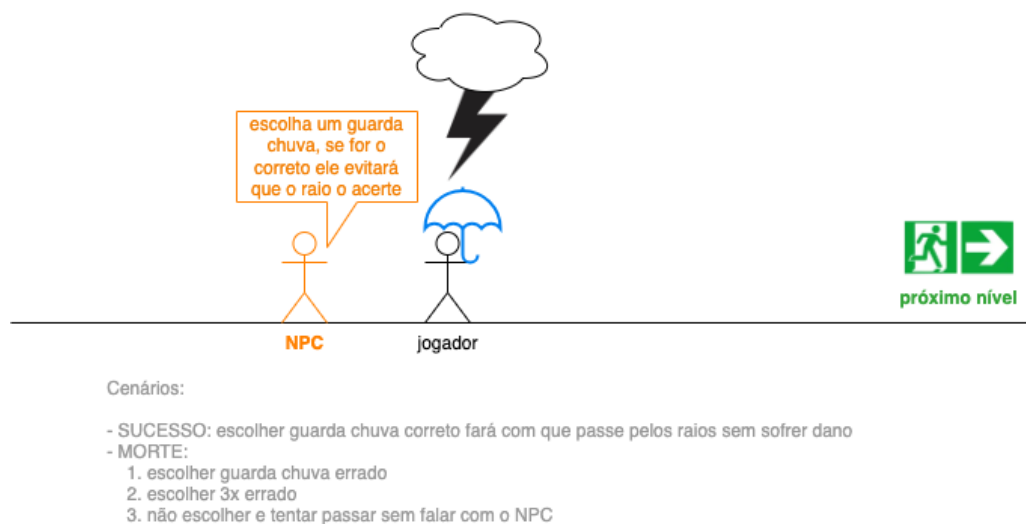 escolha um guarda
chuva, se for o
correto ele evitará
que o raio o acerte
próximo nível
NPC
jogador
Cenários:
- SUCESSO: escolher guarda chuva correto fará com que passe pelos raios sem sofrer dano
- MORTE:
1. escolher guarda chuva errado
2. escolher 3x errado
3. não escolher e tentar passar sem falar com o NPC